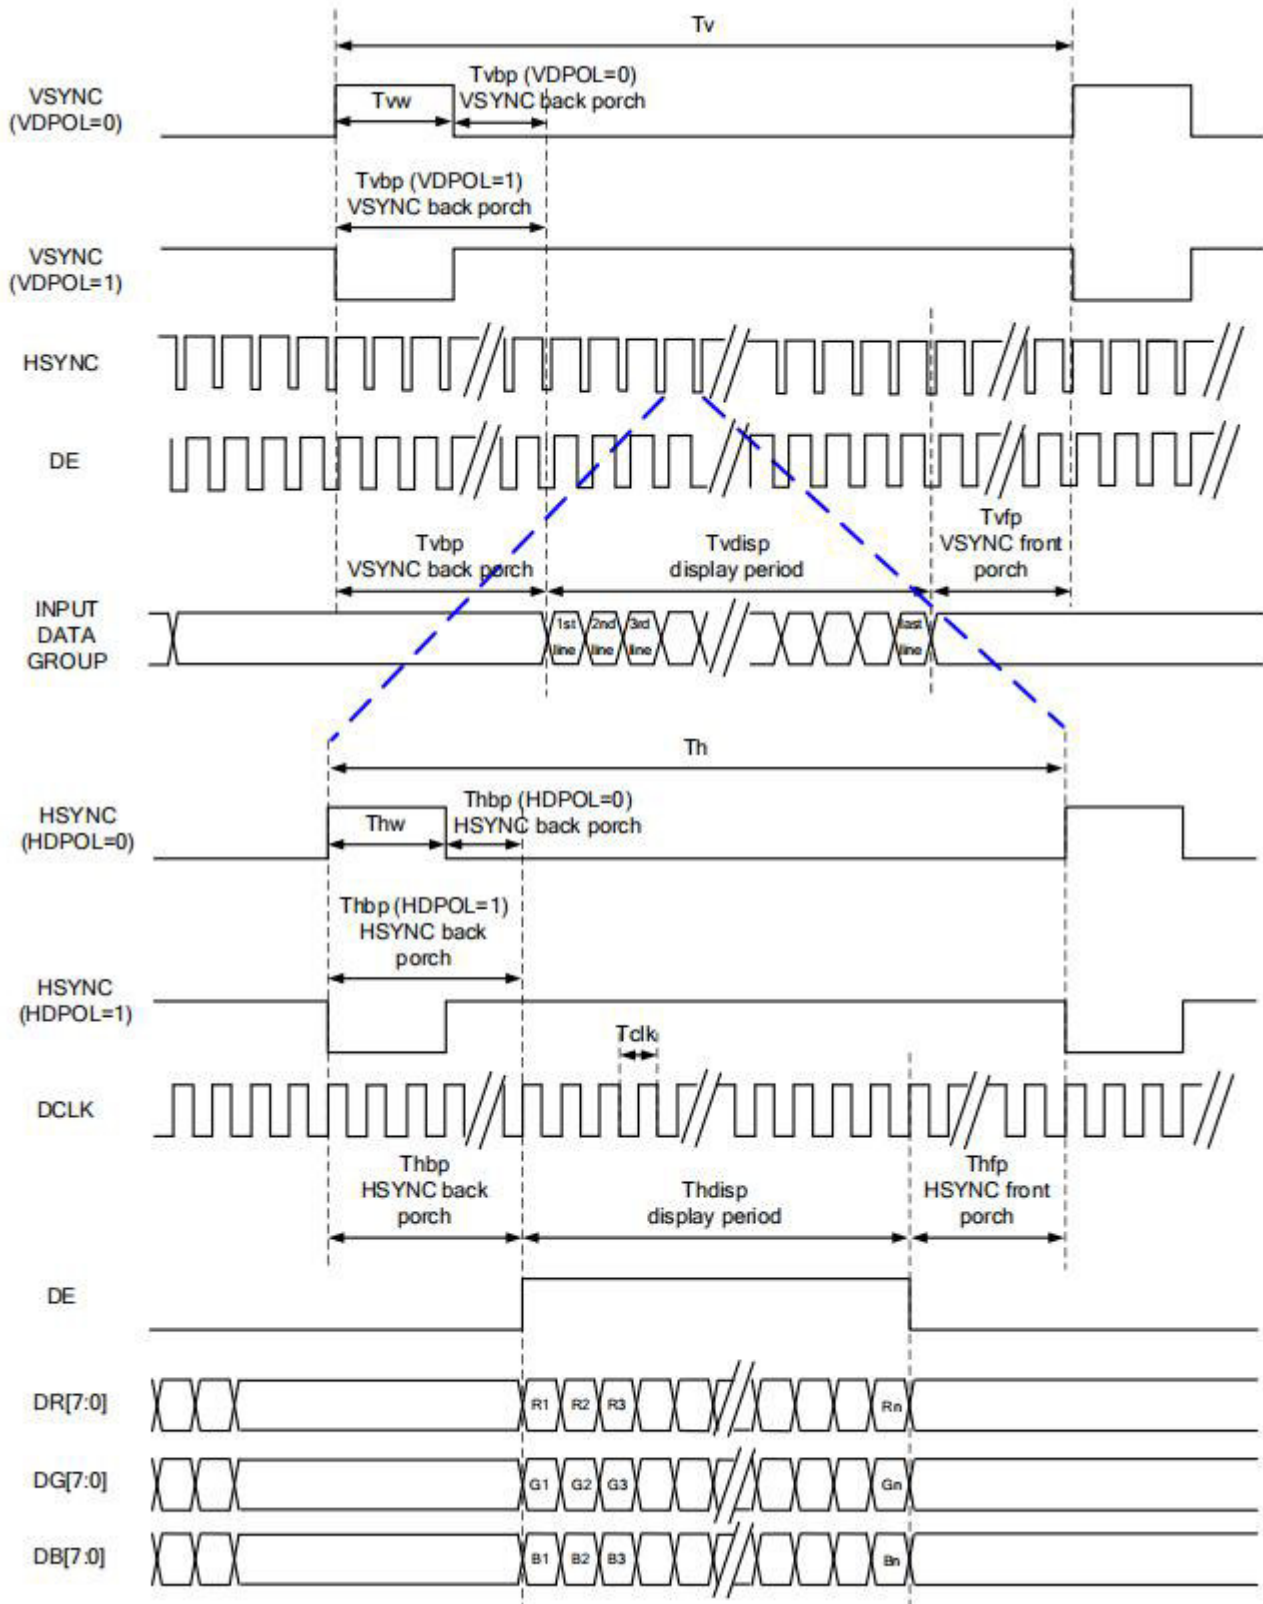 Tv
VSYNC
(VDPOL=0)
Tvw
Tvbp (VDPOL=0)
VSYNC back porch
Tvbp (VDPOL=1)
VSYNC back porch
VSYNC
(VDPOL=1)
HSYNC
DE
Tvbp
VSYNC back porch
Tvdisp
display period
Tvfp
VSYNC front
porch
INPUT
DATA
GROUP
1st
line
2nd
line
3rd
line
last
line
Th
HSYNC
(HDPOL=0)
Thw
Thbp (HDPOL=0)
HSYNC back porch
Thbp (HDPOL=1)
HSYNC back
porch
HSYNC
(HDPOL=1)
Tclk
DCLK
Thbp
HSYNC back
porch
Thdisp
display period
Thfp
HSYNC front
porch
DE
DR[7:0]
R1 R2 R3 Rn
DG[7:0]
G1 G2 G3 Gn
DB[7:0]
B1 B2 B3 Bn